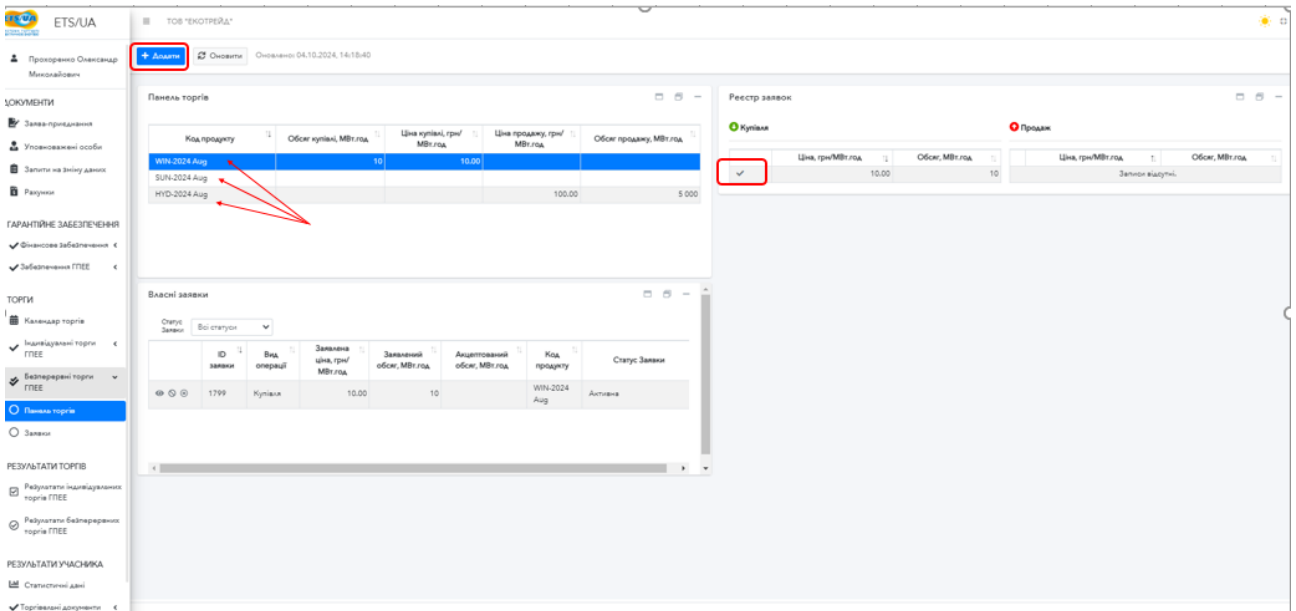 ETS/UA
ТОВ "ЕКОТРЕЙД"
Прохоренко Олександр
Миколайович
+ Додати
Оновити
Оновлено: 04.10.2024, 14:18:40
ДОКУМЕНТИ
Заява-приєднання
Уповноважені особи
Запити на зміну даних
Рахунки
ГАРАНТІЙНЕ ЗАБЕЗПЕЧЕННЯ
Фінансове забезпечення
Забезпечення ГПЕЕ
ТОРГИ
Календар торгів
Індивідуальні торги
ГПЕЕ
Безперервні торги
ГПЕЕ
Панель торгів
Заявки
РЕЗУЛЬТАТИ ТОРГІВ
Результати індивідуальних
торгів ГПЕЕ
Результати безперервних
торгів ГПЕЕ
РЕЗУЛЬТАТИ УЧАСНИКА
Статистичні дані
Торгівельні документи
Панель торгів
Код продукту
Обсяг купівлі, МВт.год
Ціна купівлі, грн/
МВт.год
Ціна продажу, грн/
МВт.год
Обсяг продажу, МВт.год
WIN-2024 Aug 10 10.00
SUN-2024 Aug
HYD-2024 Aug 100.00 5 000
Реєстр заявок
Купівля
Ціна, грн/МВт.год Обсяг, МВт.год
10.00 10
Продаж
Ціна, грн/МВт.год Обсяг, МВт.год
Записи відсутні.
Власні заявки
Статус
Заявки
Всі статуси
ID
заявки
Вид
операції
Заявлена
ціна, грн/
МВт.год
Заявлений
обсяг, МВт.год
Акцептований
обсяг, МВт.год
Код
продукту
Статус Заявки
1799 Купівля 10.00 10 WIN-2024
Aug
Активна